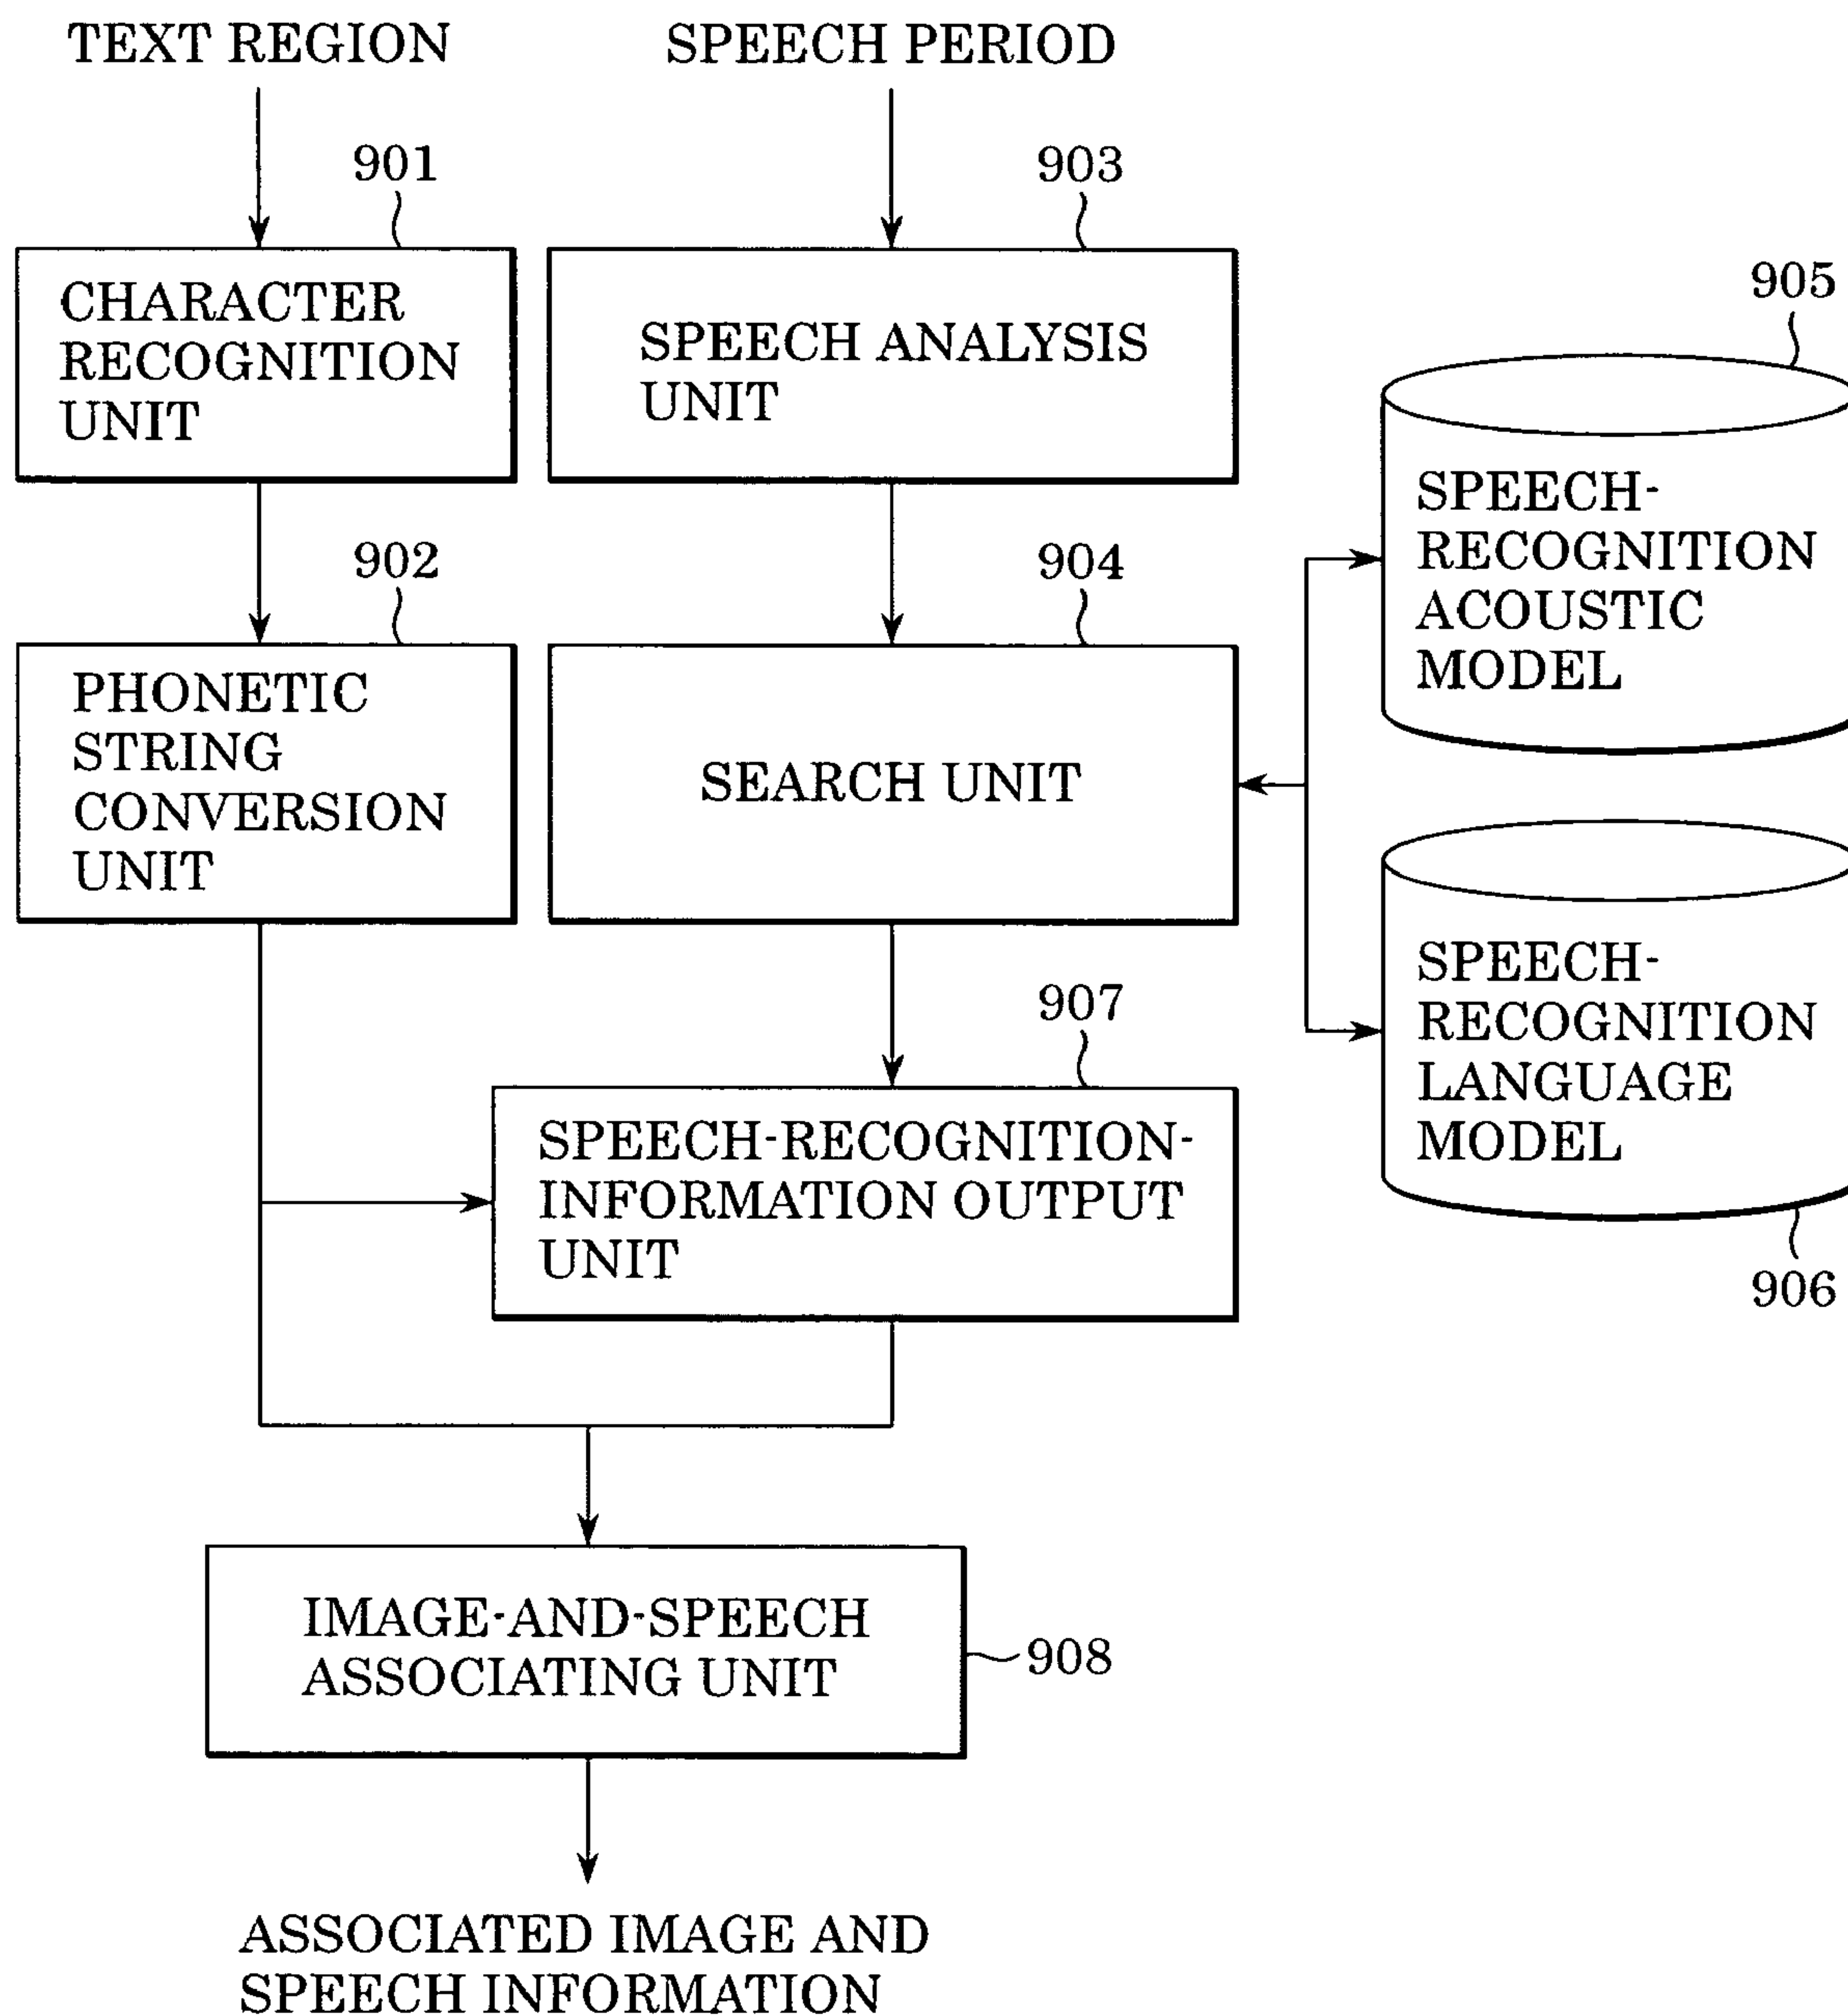 TEXT REGION
SPEECH PERIOD
901
903
CHARACTER
RECOGNITION
UNIT
SPEECH ANALYSIS
UNIT
905
SPEECH-
RECOGNITION
ACOUSTIC
MODEL
902
904
PHONETIC
STRING
CONVERSION
UNIT
SEARCH UNIT
SPEECH-
RECOGNITION
LANGUAGE
MODEL
906
907
SPEECH-RECOGNITION-
INFORMATION OUTPUT
UNIT
IMAGE-AND-SPEECH
ASSOCIATING UNIT
908
ASSOCIATED IMAGE AND
SPEECH INFORMATION